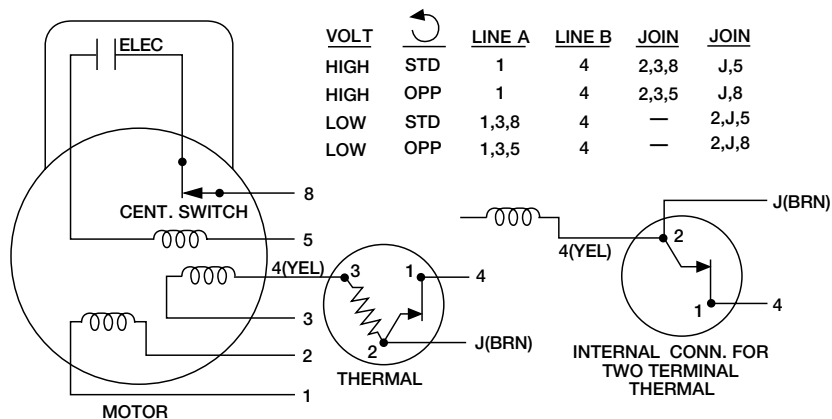 ELEC
VOLT LINE A LINE B JOIN JOIN
HIGH STD 1 4 2,3,8 J,5
HIGH OPP 1 4 2,3,5 J,8
LOW STD 1,3,8 4 — 2,J,5
LOW OPP 1,3,5 4 — 2,J,8
8
CENT. SWITCH
5
4(YEL)
3
2
1
MOTOR
3
1
4
2
J(BRN)
THERMAL
J(BRN)
4(YEL)
2
1
4
INTERNAL CONN. FOR
TWO TERMINAL
THERMAL